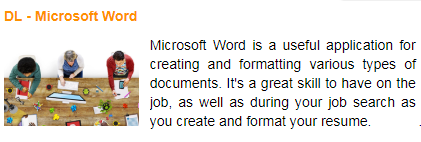 DL - Microsoft Word
Microsoft Word is a useful application for
creating and formatting various types of
documents. It's a great skill to have on the
job, as well as during your job search as
you create and format your resume.